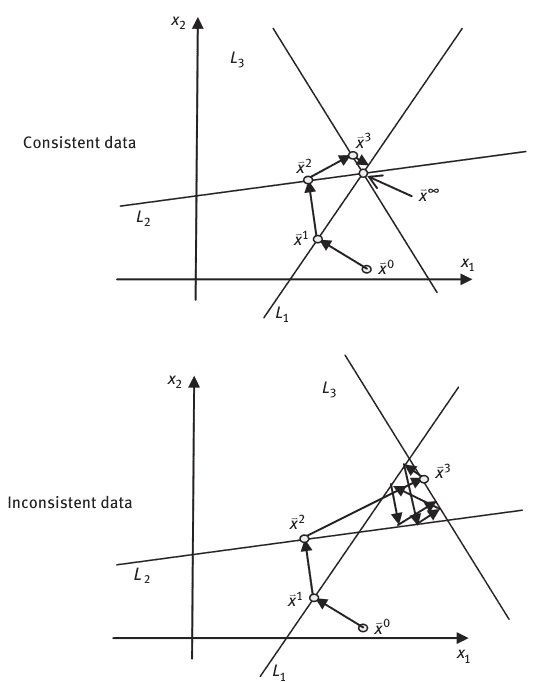 x₂
L₃
Consistent data
x̄³
x̄²
x̄^∞
L₂
x̄¹
x̄⁰
x₁
L₁
x₂
L₃
x̄³
Inconsistent data
x̄²
L₂
x̄¹
x̄⁰
x₁
L₁